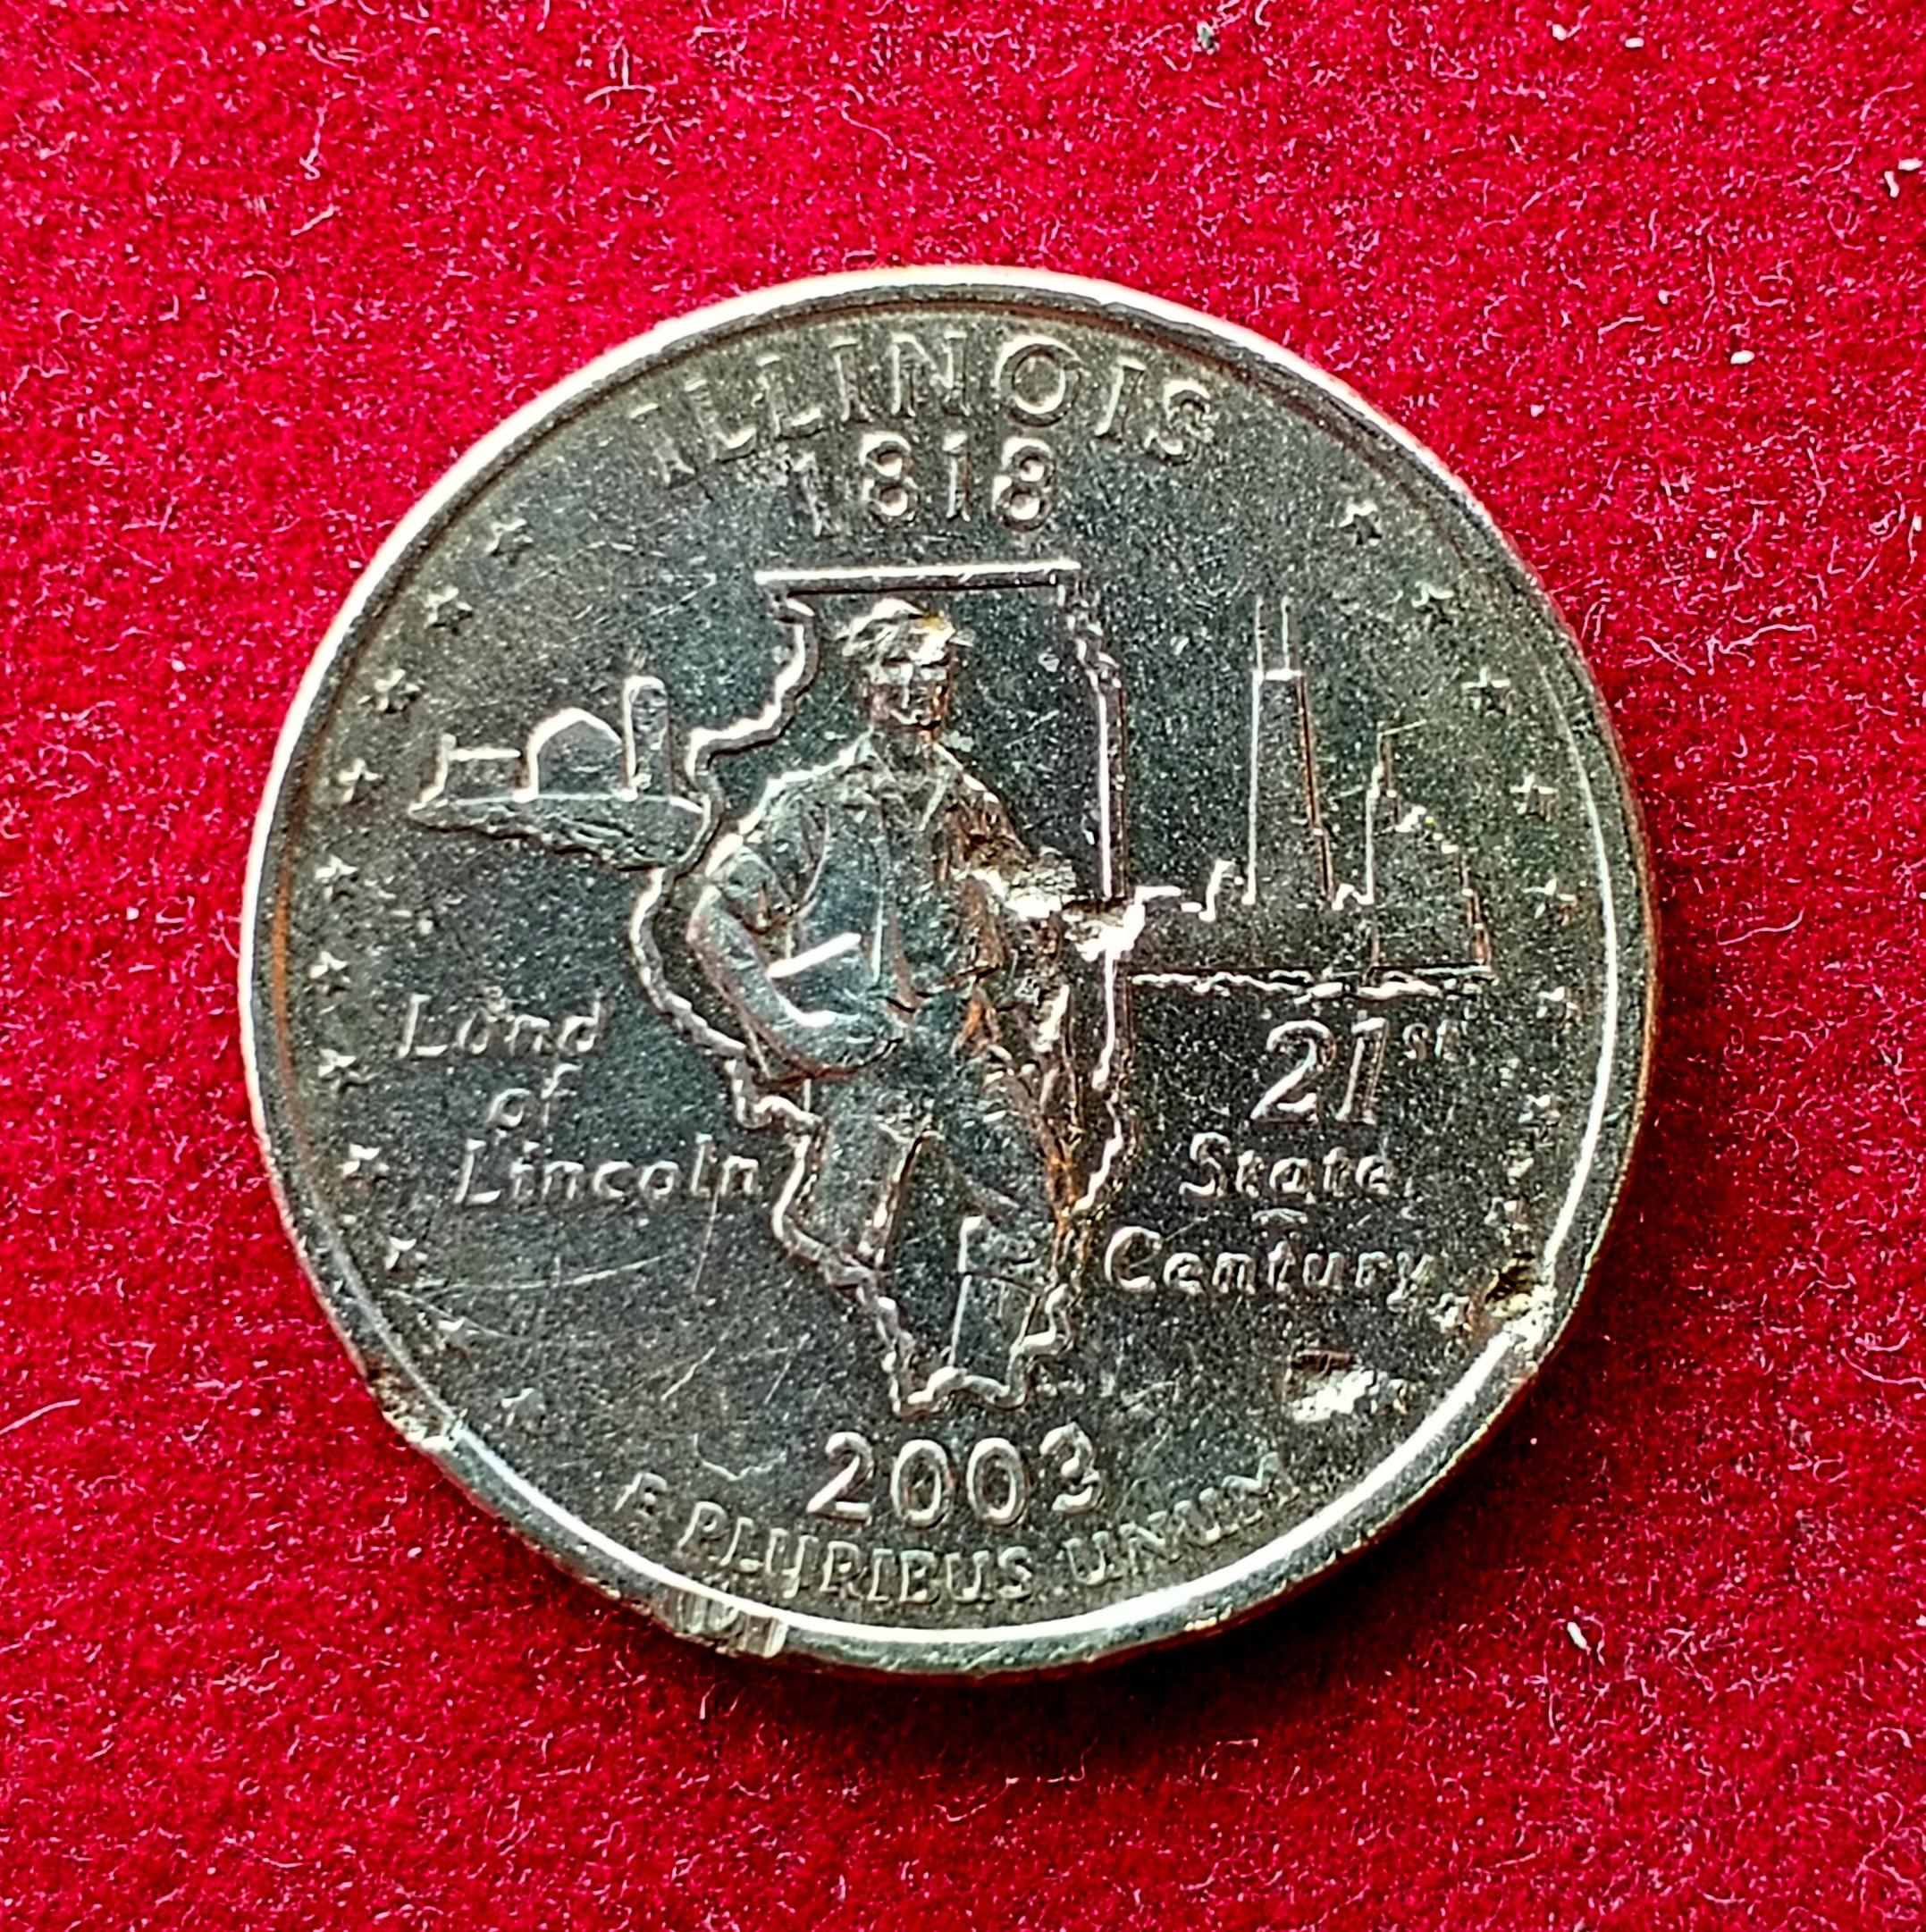 ILLINOIS
1818
Land
of
Lincoln
21st
State
Century
2003
E PLURIBUS UNUM